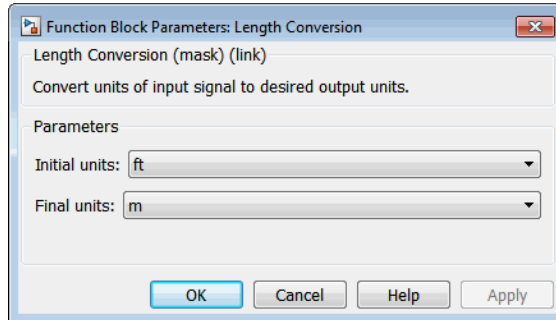 Function Block Parameters: Length Conversion
Length Conversion (mask) (link)
Convert units of input signal to desired output units.
Parameters
Initial units: ft
Final units: m
OK Cancel Help Apply